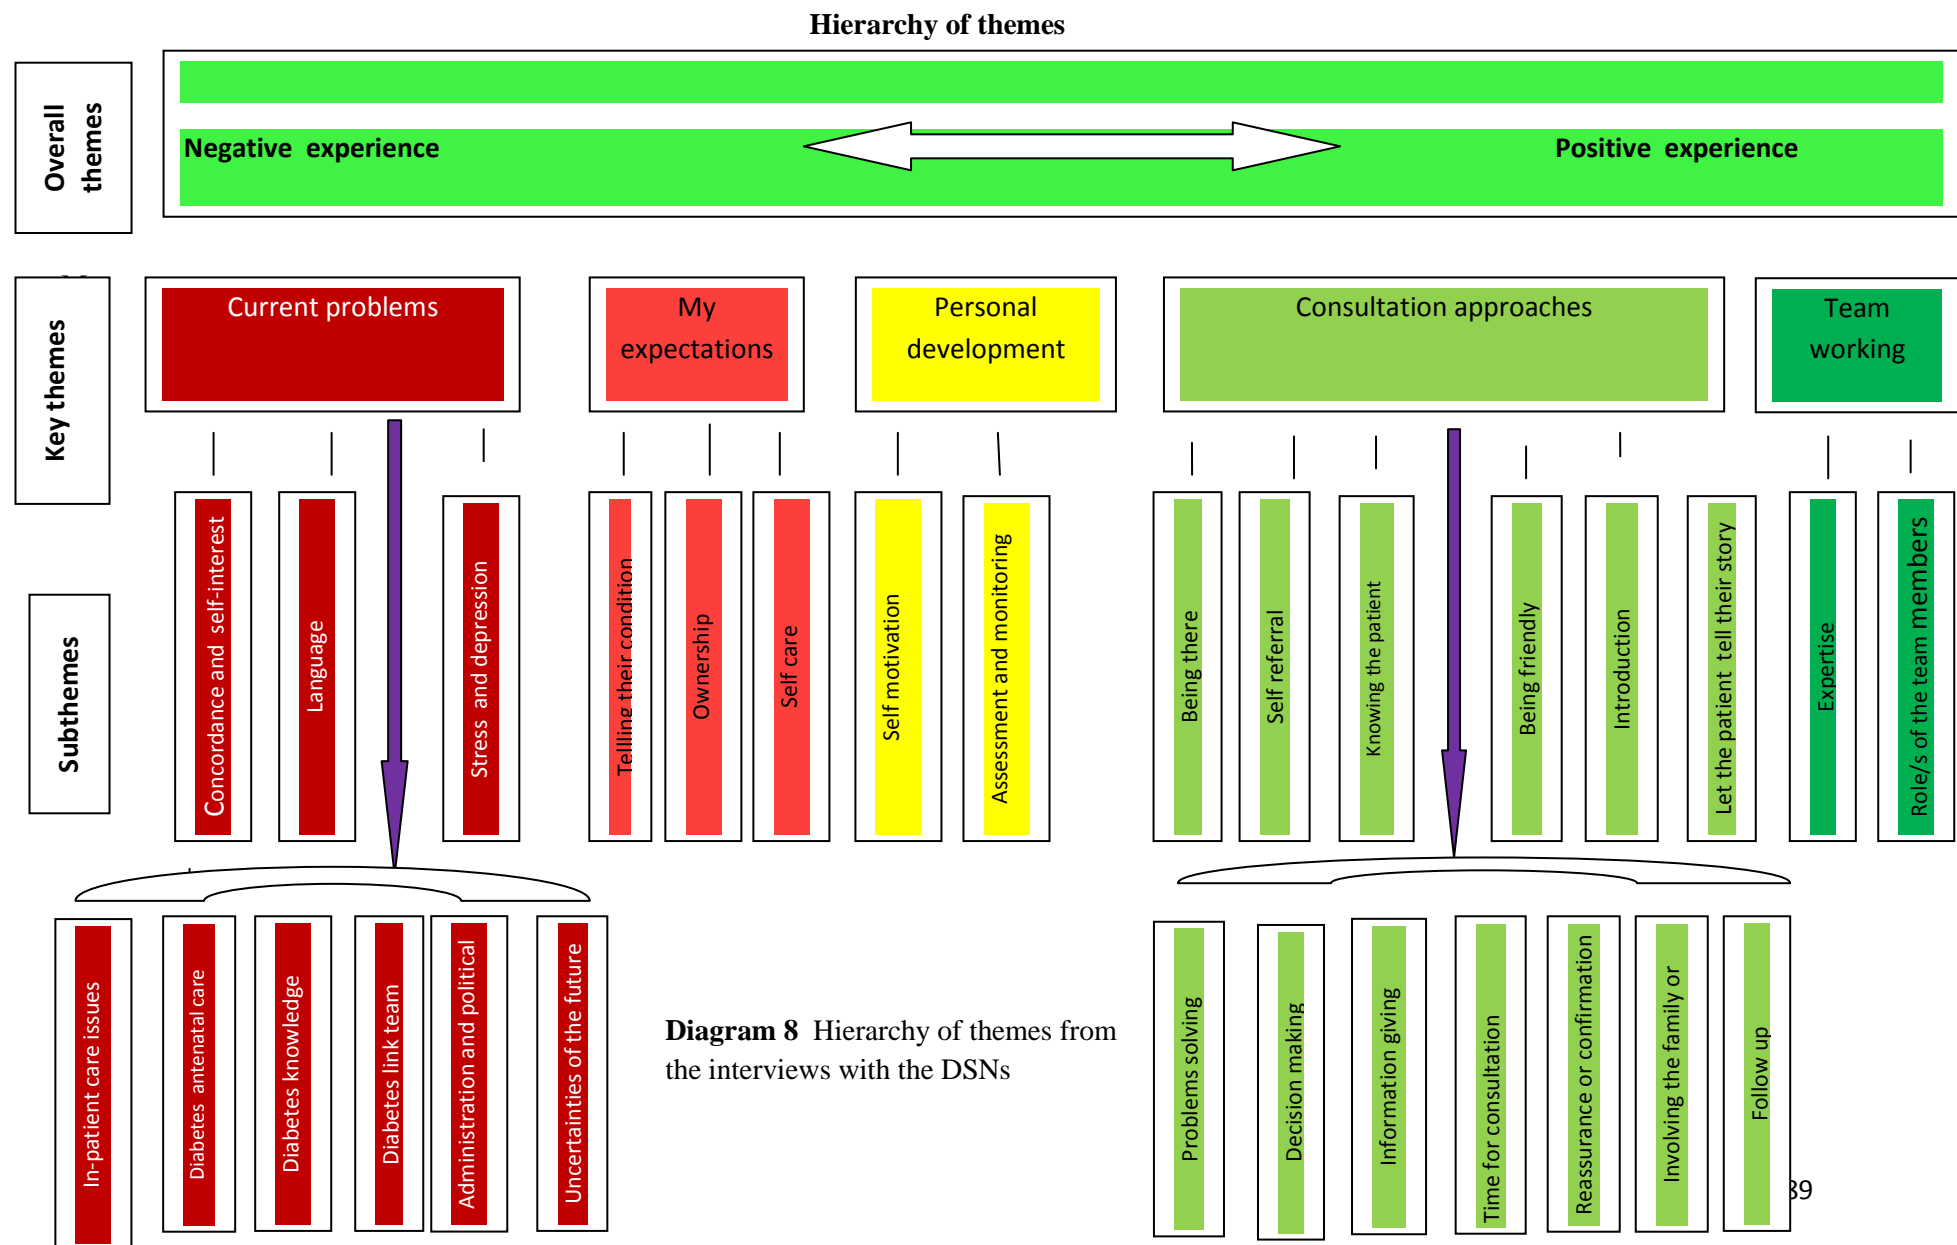 Hierarchy of themes
Overall
themes
Negative experience
Positive experience
Key themes
Current problems
My
expectations
Personal
development
Consultation approaches
Team
working
Subthemes
Concordance and self-interest
Language
Stress and depression
Tellling their condition
Ownership
Self care
Self motivation
Assessment and monitoring
Being there
Self referral
Knowing the patient
Being friendly
Introduction
Let the patient tell their story
Expertise
Role/s of the team members
In-patient care issues
Diabetes antenatal care
Diabetes knowledge
Diabetes link team
Administration and political
Uncertainties of the future
Diagram 8 Hierarchy of themes from
the interviews with the DSNs
Problems solving
Decision making
Information giving
Time for consultation
Reassurance or confirmation
Involving the family or
Follow up
39